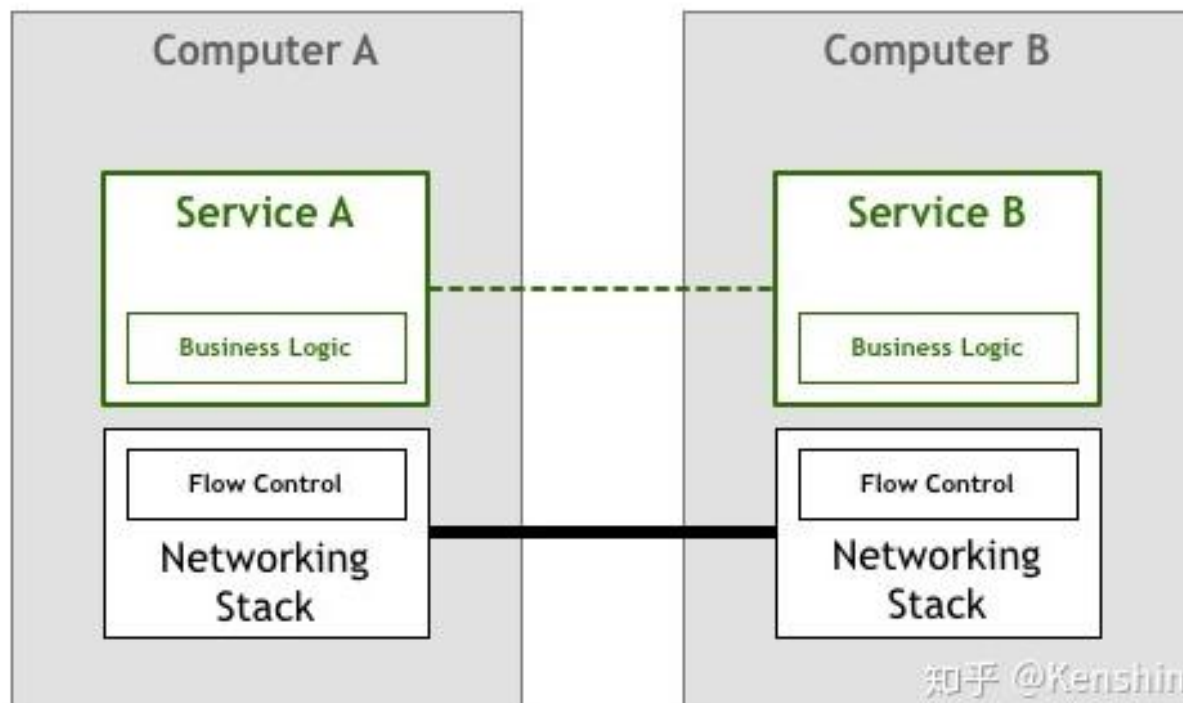 Computer A
Service A
Business Logic
Flow Control
Networking
Stack
Computer B
Service B
Business Logic
Flow Control
Networking
Stack
知乎 @Kenshin